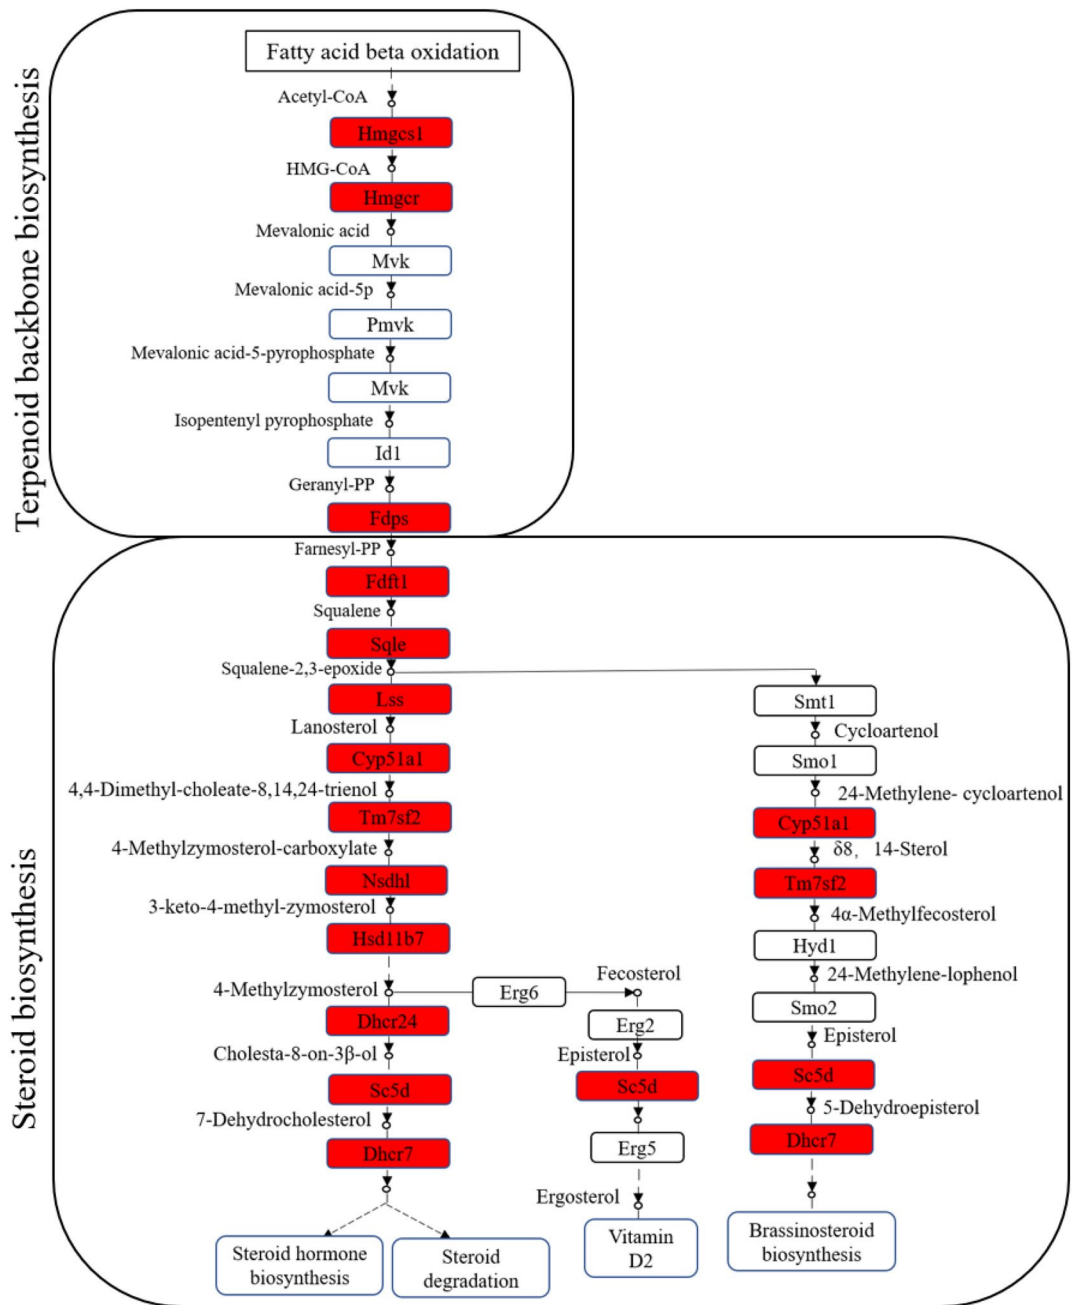 Terpenoid backbone biosynthesis
Fatty acid beta oxidation
Acetyl-CoA
Hmgcs1
HMG-CoA
Hmgcr
Mevalonic acid
Mvk
Mevalonic acid-5p
Pmvk
Mevalonic acid-5-pyrophosphate
Mvk
Isopentenyl pyrophosphate
Id1
Geranyl-PP
Fdps
Steroid biosynthesis
Farnesyl-PP
Fdft1
Squalene
Sqle
Squalene-2,3-epoxide
Lss
Lanosterol
Cyp51a1
4,4-Dimethyl-choleate-8,14,24-trienol
Tm7sf2
4-Methylzymosterol-carboxylate
Nsdhl
3-keto-4-methyl-zymosterol
Hsd11b7
4-Methylzymosterol
Dhcr24
Cholesta-8-on-3β-ol
Sc5d
7-Dehydrocholesterol
Dhcr7
Steroid hormone
biosynthesis
Steroid
degradation
Erg6
Fecosterol
Erg2
Episterol
Sc5d
Erg5
Ergosterol
Vitamin
D2
Smt1
Cycloartenol
Smo1
24-Methylene- cycloartenol
Cyp51a1
δ8, 14-Sterol
Tm7sf2
4α-Methylfecosterol
Hyd1
24-Methylene-lophenol
Smo2
Episterol
Sc5d
5-Dehydroepisterol
Dhcr7
Brassinosteroid
biosynthesis